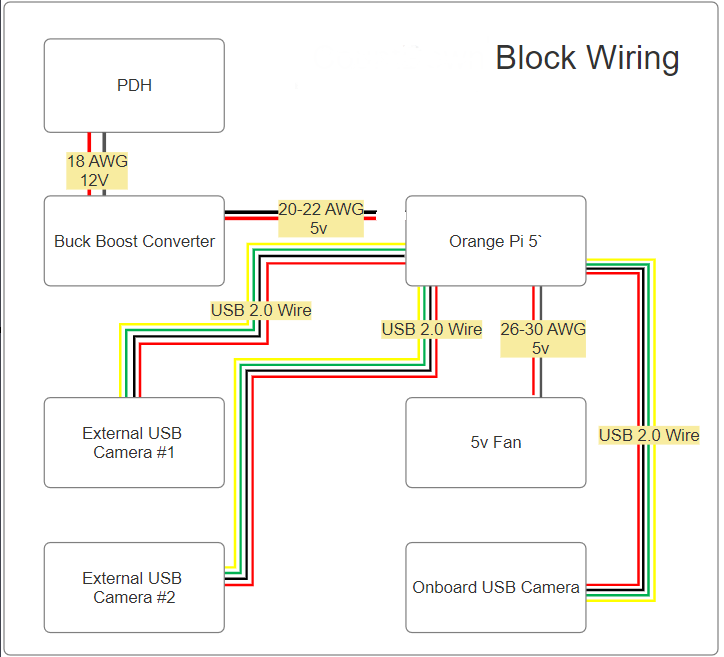 Block Wiring
PDH
18 AWG
12V
Buck Boost Converter
20-22 AWG
5v
Orange Pi 5`
USB 2.0 Wire
USB 2.0 Wire
26-30 AWG
5v
External USB
Camera #1
5v Fan
USB 2.0 Wire
External USB
Camera #2
Onboard USB Camera